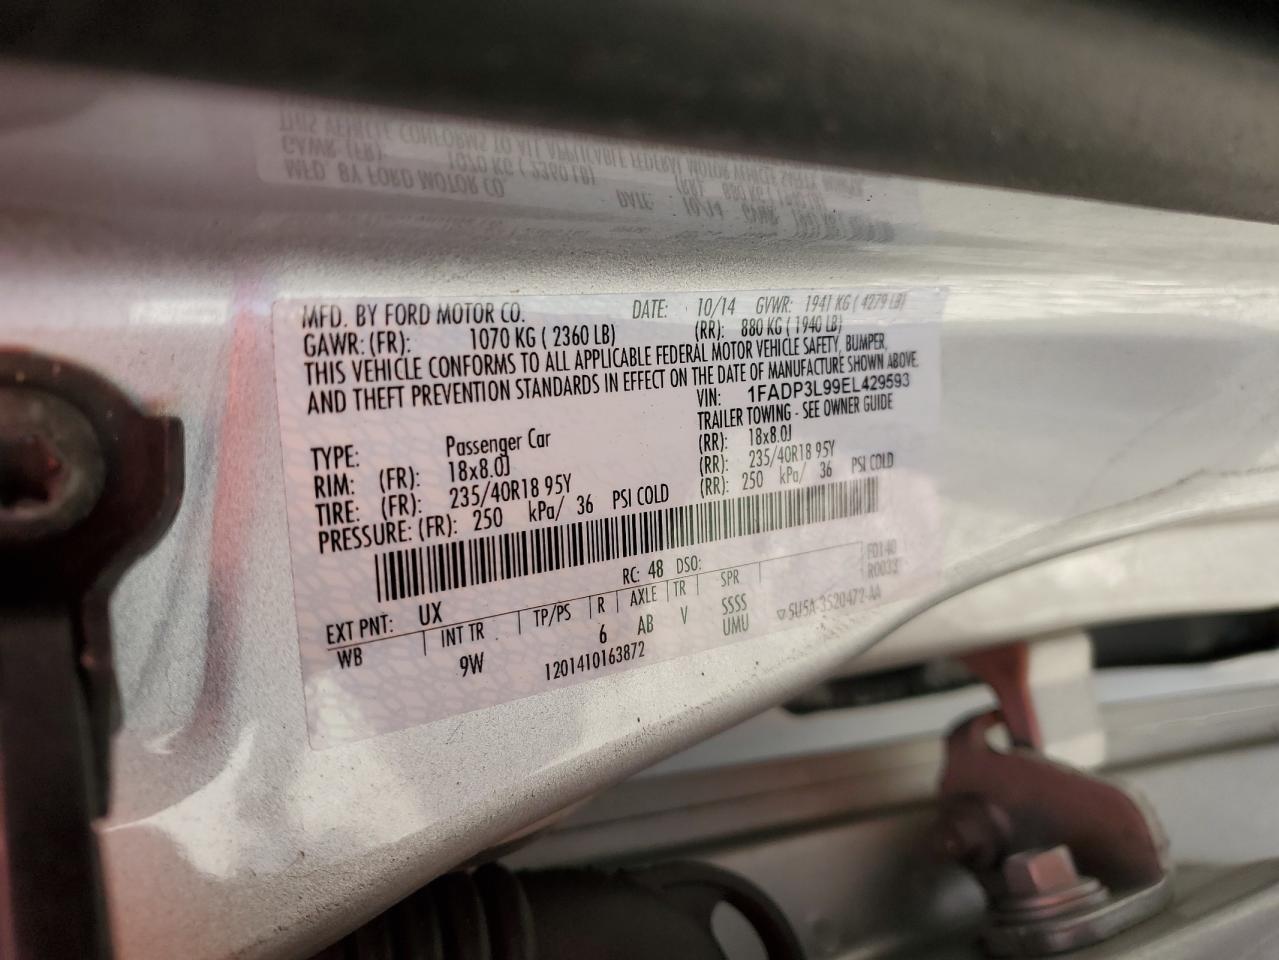 MFD. BY FORD MOTOR CO. DATE: 10/14 GVWR: 1941 KG ( 4279 LB)
GAWR: (FR): 1070 KG ( 2360 LB) (RR): 880 KG ( 1940 LB)
THIS VEHICLE CONFORMS TO ALL APPLICABLE FEDERAL MOTOR VEHICLE SAFETY, BUMPER,
AND THEFT PREVENTION STANDARDS IN EFFECT ON THE DATE OF MANUFACTURE SHOWN ABOVE.
VIN: 1FADP3L99EL429593
TYPE: Passenger Car TRAILER TOWING - SEE OWNER GUIDE
RIM: (FR): 18x8.0J (RR): 18x8.0J
TIRE: (FR): 235/40R18 95Y (RR): 235/40R18 95Y
PRESSURE: (FR): 250 kPa/ 36 PSI COLD (RR): 250 kPa/ 36 PSI COLD
RC: 48 DSO: F0140
EXT PNT: UX R0033
WB INT TR TP/PS R AXLE TR SPR
9W 6 AB V SSSS ▽5U5A-3520472-AA
UMU
1201410163872